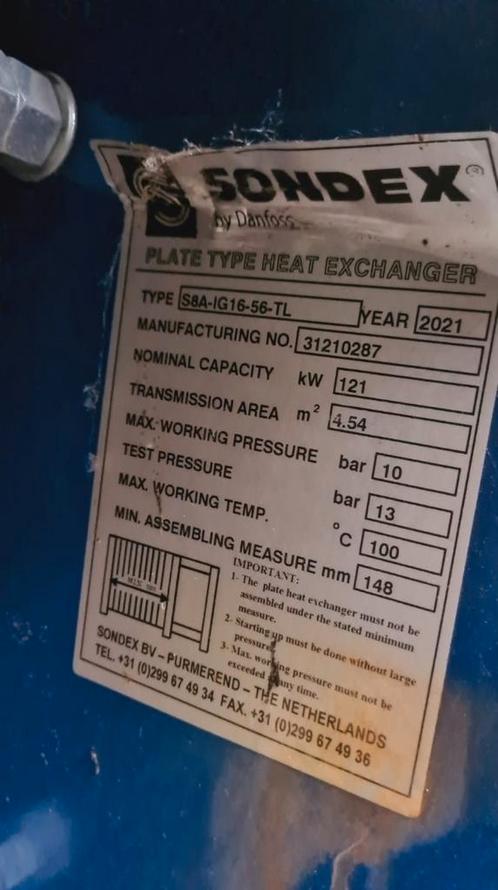 SONDEX®
by Danfoss
PLATE TYPE HEAT EXCHANGER
TYPE S8A-IG16-56-TL YEAR 2021
MANUFACTURING NO. 31210287
NOMINAL CAPACITY kW 121
TRANSMISSION AREA m² 4.54
MAX. WORKING PRESSURE bar 10
TEST PRESSURE bar 13
MAX. WORKING TEMP. °C 100
MIN. ASSEMBLING MEASURE mm 148
IMPORTANT:
1- The plate heat exchanger must not be
assembled under the stated minimum
measure.
2- Starting up must be done without large
pressure
3- Max. working pressure must not be
exceeded any time.
SONDEX BV – PURMEREND – THE NETHERLANDS
TEL. +31 (0)299 67 49 34 FAX. +31 (0)299 67 49 36